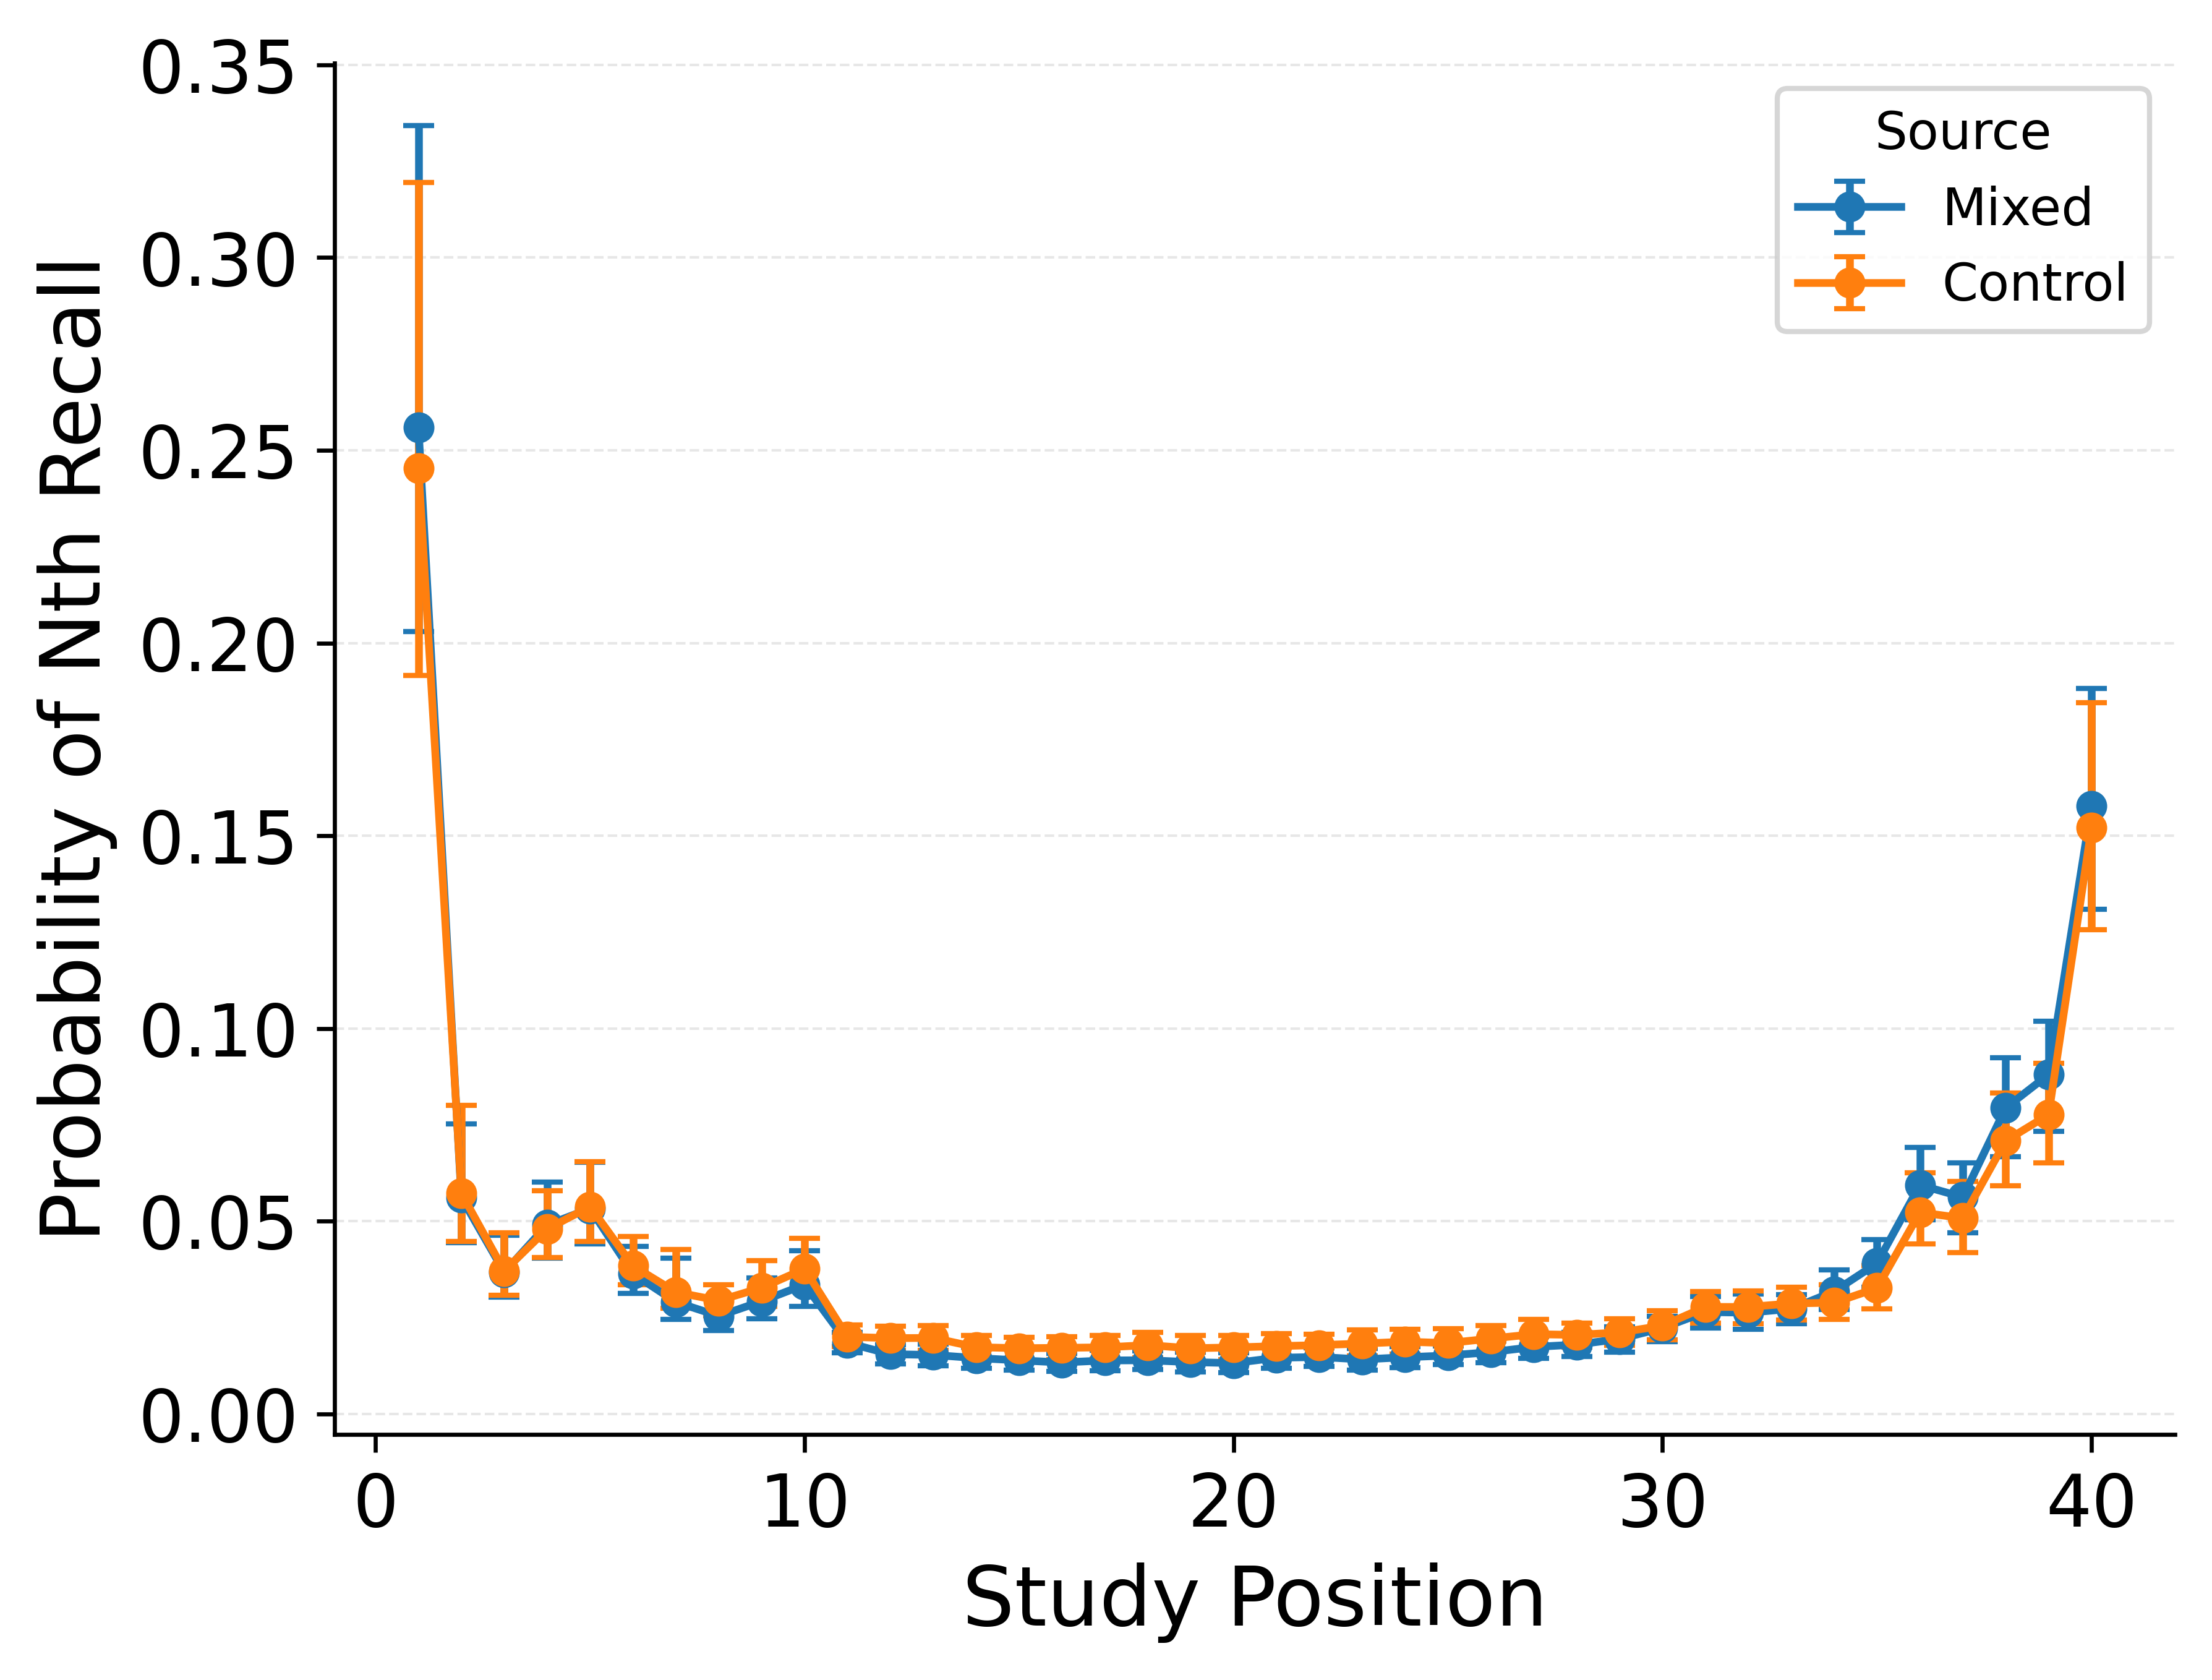 0.35
0.30
0.25
0.20
0.15
0.10
0.05
0.00
Probability of Nth Recall
Source
Mixed
Control
0 10 20 30 40
Study Position